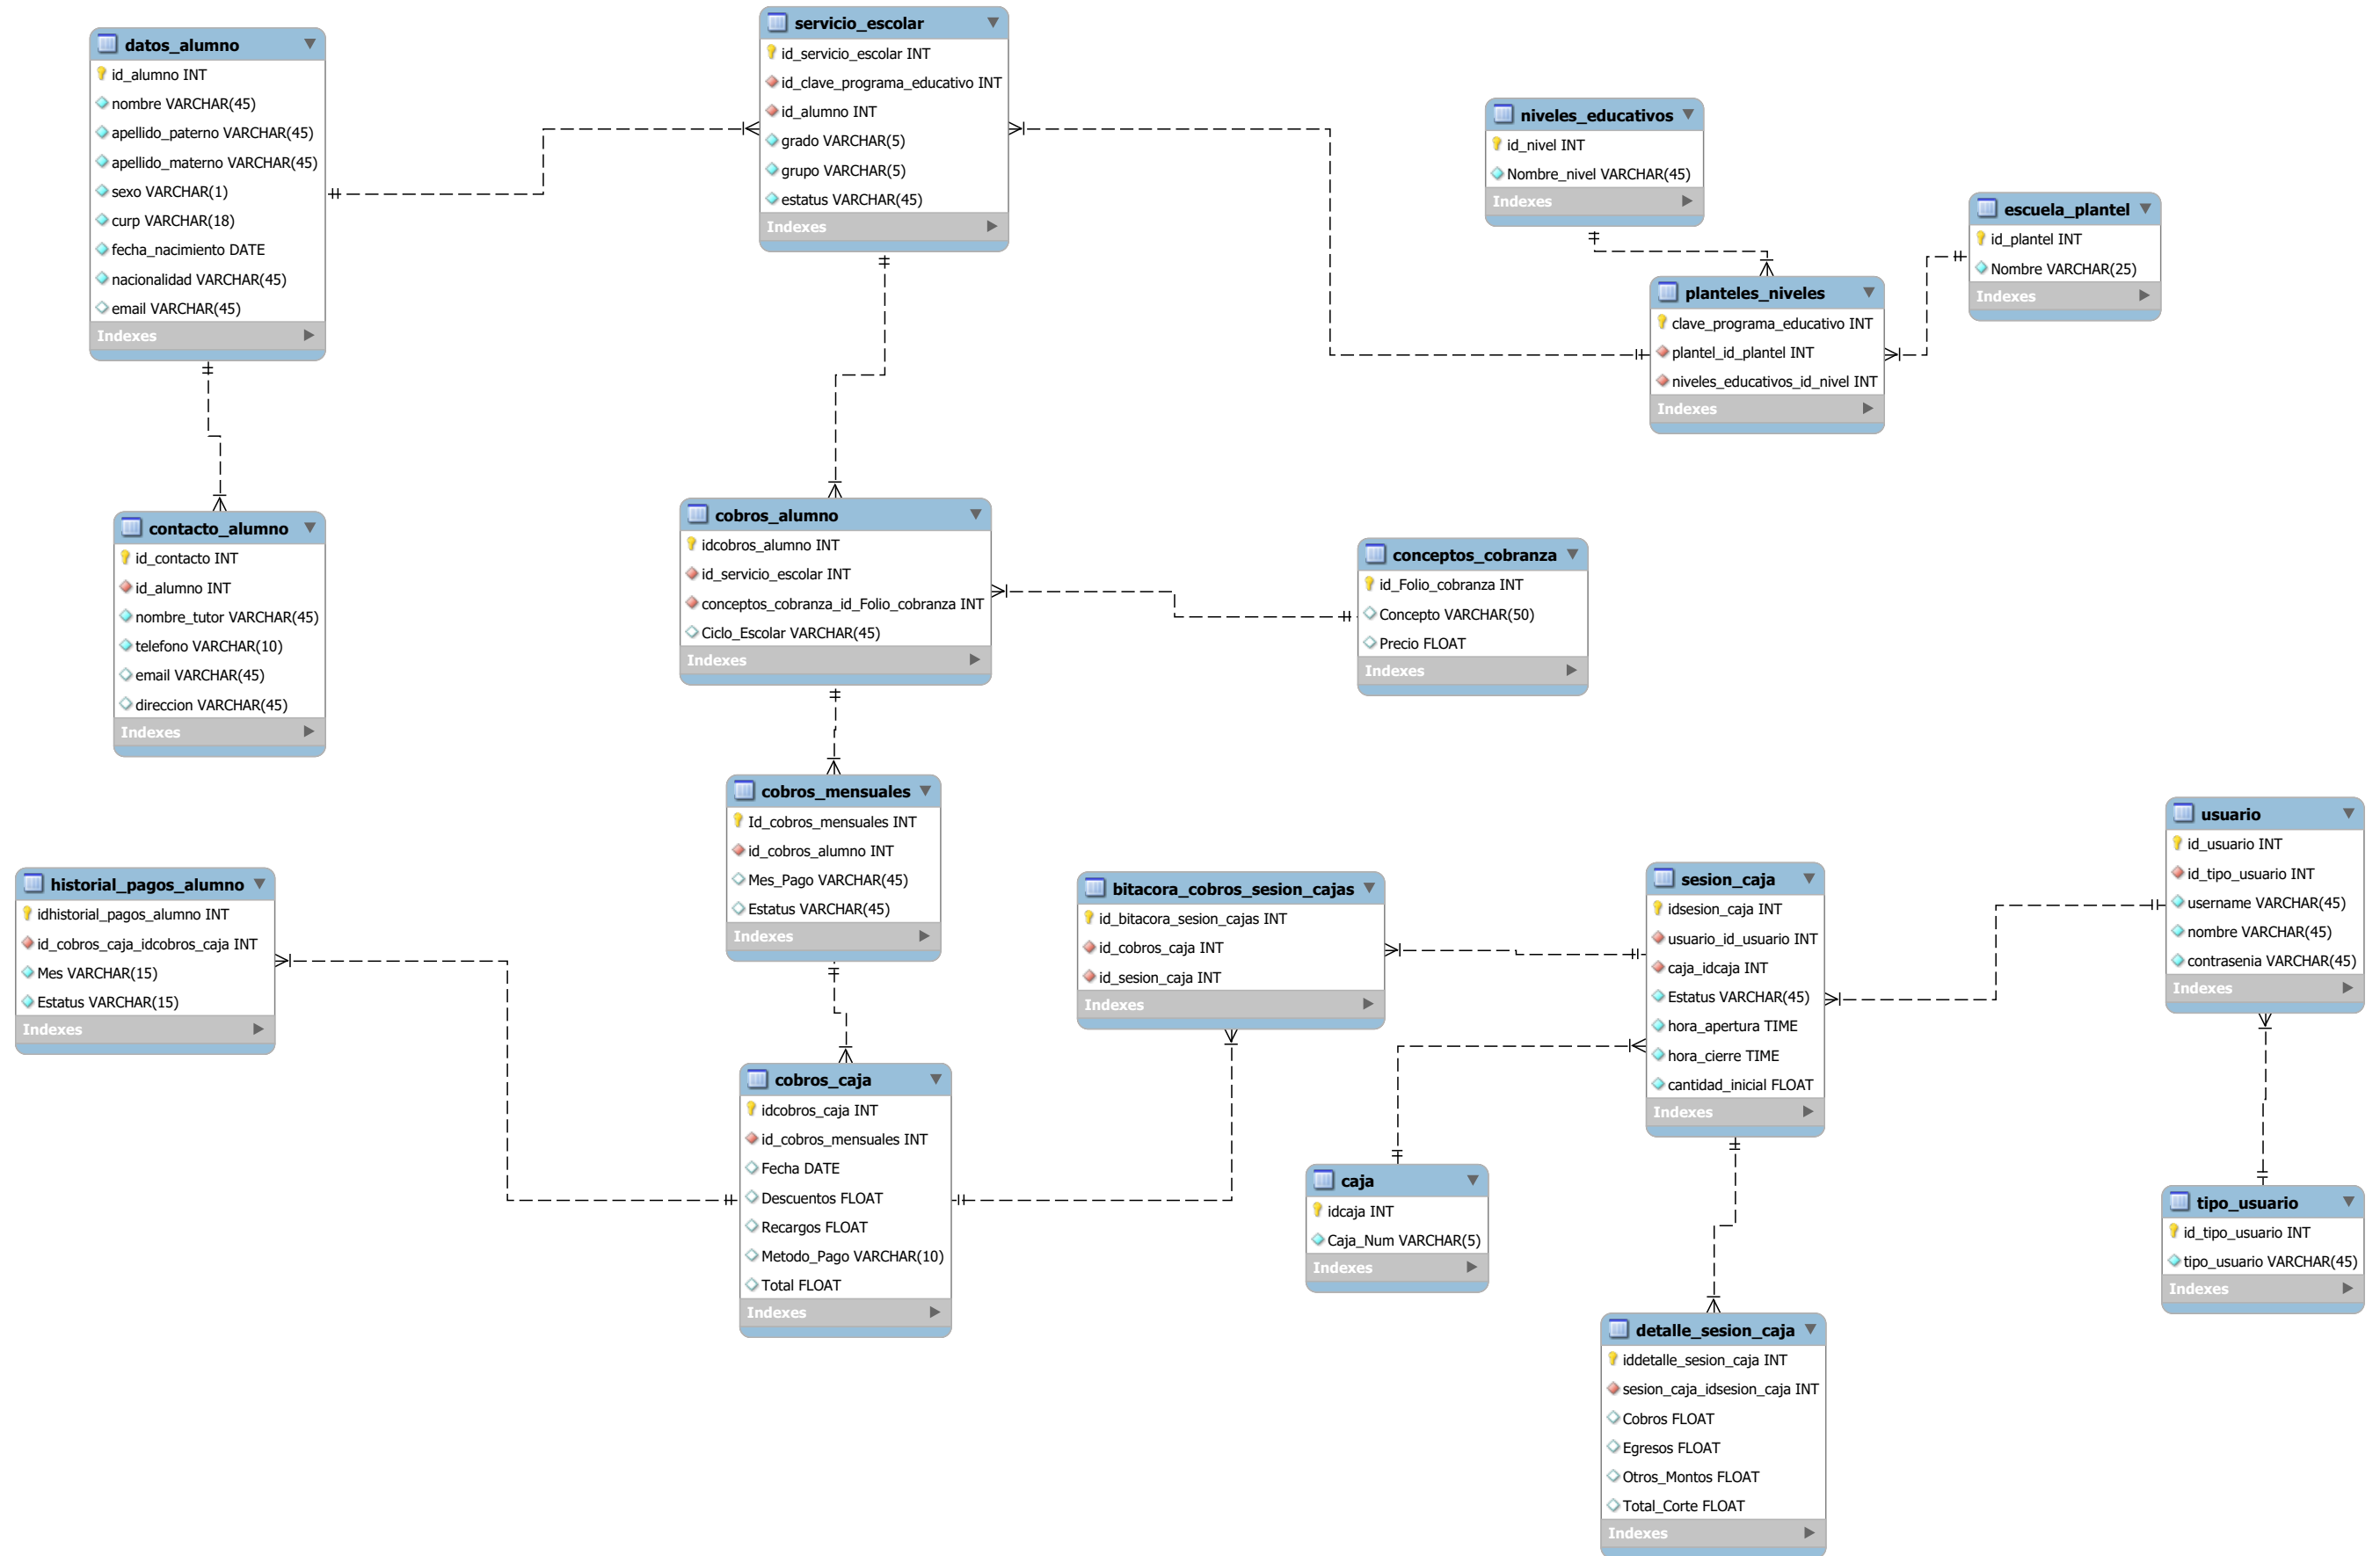 datos_alumno
id_alumno INT
nombre VARCHAR(45)
apellido_paterno VARCHAR(45)
apellido_materno VARCHAR(45)
sexo VARCHAR(1)
curp VARCHAR(18)
fecha_nacimiento DATE
nacionalidad VARCHAR(45)
email VARCHAR(45)
Indexes
servicio_escolar
id_servicio_escolar INT
id_clave_programa_educativo INT
id_alumno INT
grado VARCHAR(5)
grupo VARCHAR(5)
estatus VARCHAR(45)
Indexes
niveles_educativos
id_nivel INT
Nombre_nivel VARCHAR(45)
Indexes
escuela_plantel
id_plantel INT
Nombre VARCHAR(25)
Indexes
planteles_niveles
clave_programa_educativo INT
plantel_id_plantel INT
niveles_educativos_id_nivel INT
Indexes
contacto_alumno
id_contacto INT
id_alumno INT
nombre_tutor VARCHAR(45)
telefono VARCHAR(10)
email VARCHAR(45)
direccion VARCHAR(45)
Indexes
cobros_alumno
idcobros_alumno INT
id_servicio_escolar INT
conceptos_cobranza_id_Folio_cobranza INT
Ciclo_Escolar VARCHAR(45)
Indexes
conceptos_cobranza
id_Folio_cobranza INT
Concepto VARCHAR(50)
Precio FLOAT
Indexes
cobros_mensuales
Id_cobros_mensuales INT
id_cobros_alumno INT
Mes_Pago VARCHAR(45)
Estatus VARCHAR(45)
Indexes
historial_pagos_alumno
idhistorial_pagos_alumno INT
id_cobros_caja_idcobros_caja INT
Mes VARCHAR(15)
Estatus VARCHAR(15)
Indexes
bitacora_cobros_sesion_cajas
id_bitacora_sesion_cajas INT
id_cobros_caja INT
id_sesion_caja INT
Indexes
sesion_caja
idsesion_caja INT
usuario_id_usuario INT
caja_idcaja INT
Estatus VARCHAR(45)
hora_apertura TIME
hora_cierre TIME
cantidad_inicial FLOAT
Indexes
usuario
id_usuario INT
id_tipo_usuario INT
username VARCHAR(45)
nombre VARCHAR(45)
contrasenia VARCHAR(45)
Indexes
cobros_caja
idcobros_caja INT
id_cobros_mensuales INT
Fecha DATE
Descuentos FLOAT
Recargos FLOAT
Metodo_Pago VARCHAR(10)
Total FLOAT
Indexes
caja
idcaja INT
Caja_Num VARCHAR(5)
Indexes
tipo_usuario
id_tipo_usuario INT
tipo_usuario VARCHAR(45)
Indexes
detalle_sesion_caja
iddetalle_sesion_caja INT
sesion_caja_idsesion_caja INT
Cobros FLOAT
Egresos FLOAT
Otros_Montos FLOAT
Total_Corte FLOAT
Indexes